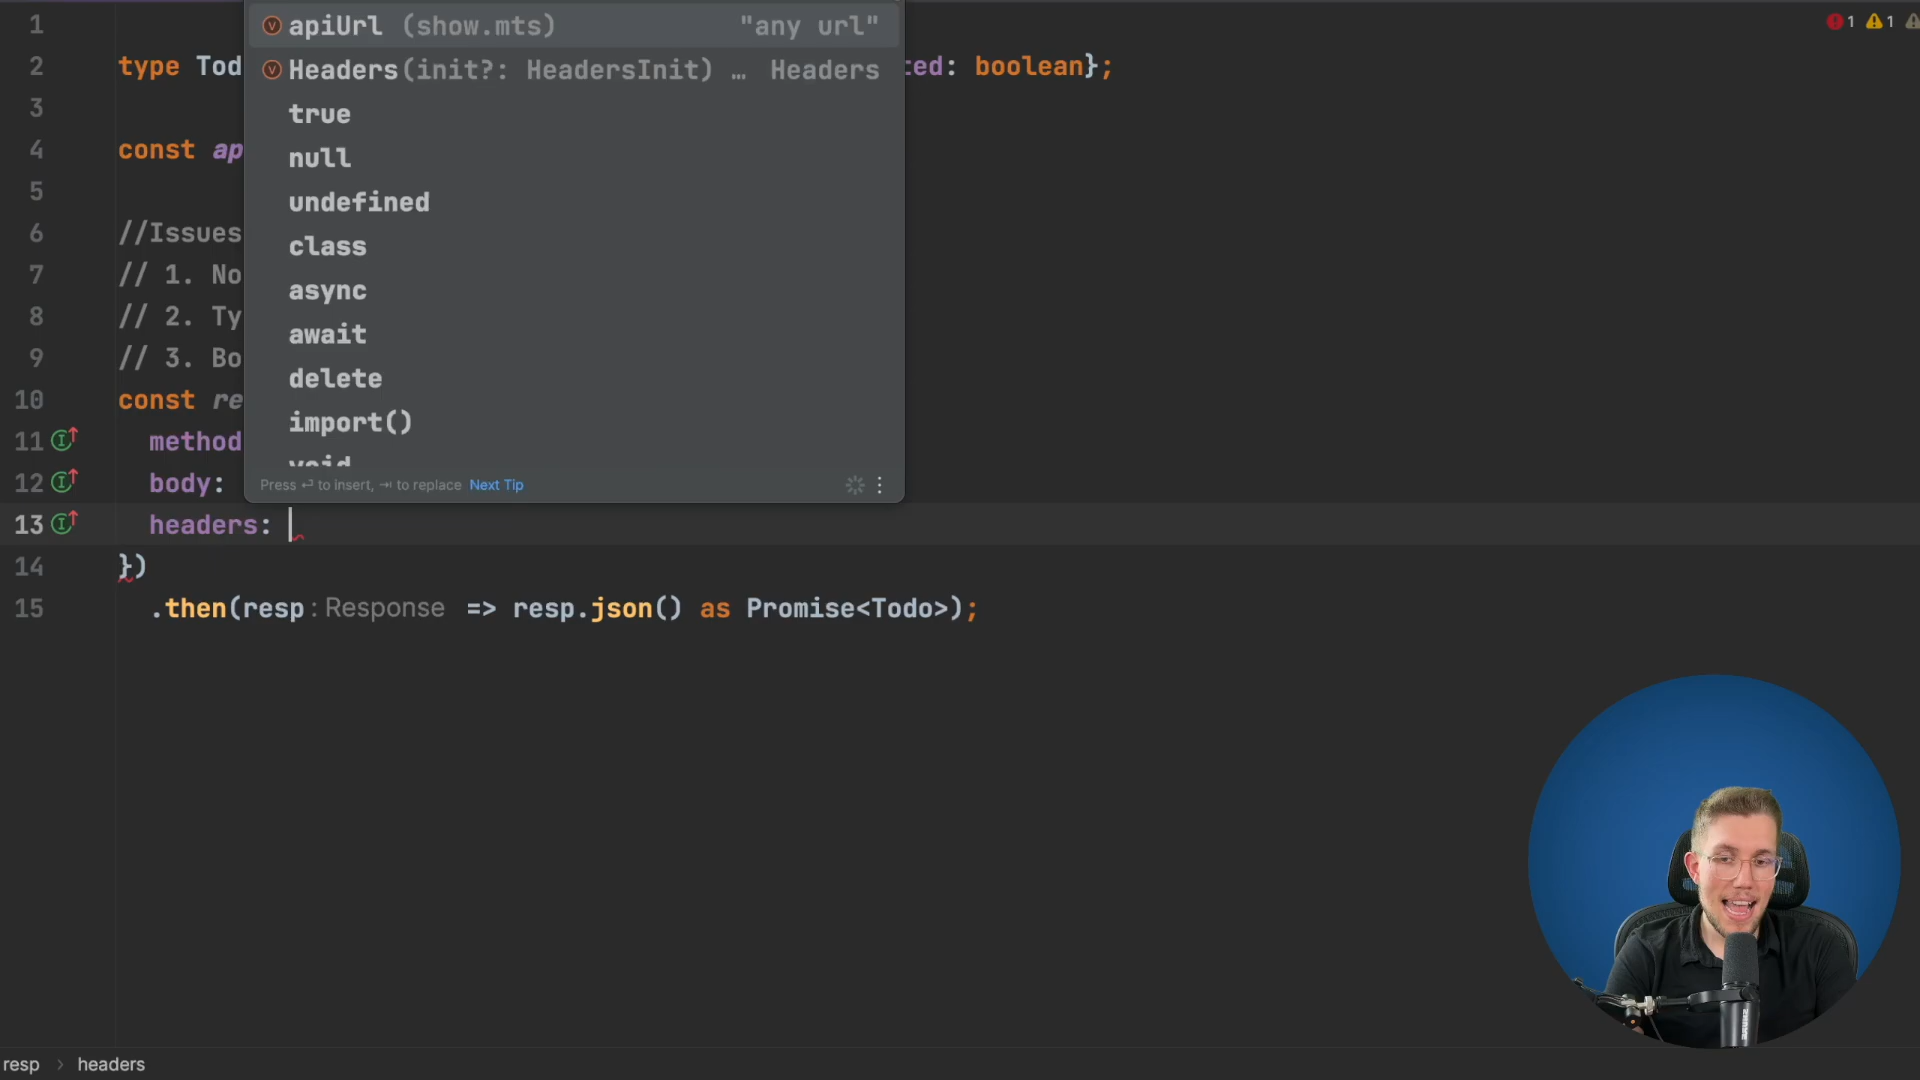 1
apiUrl (show.mts) "any url"
1 1
2 type Tod
Headers(init?: HeadersInit) … Headers
ted: boolean};
3
true
4 const ap
null
5
undefined
6 //Issues
class
7 // 1. No
async
8 // 2. Ty
await
9 // 3. Bo
delete
10 const re
import()
11 method
void
12 body:
Press ↵ to insert, ⇥ to replace Next Tip
13 headers:
14 })
15 .then(resp: Response => resp.json() as Promise<Todo>);
resp > headers